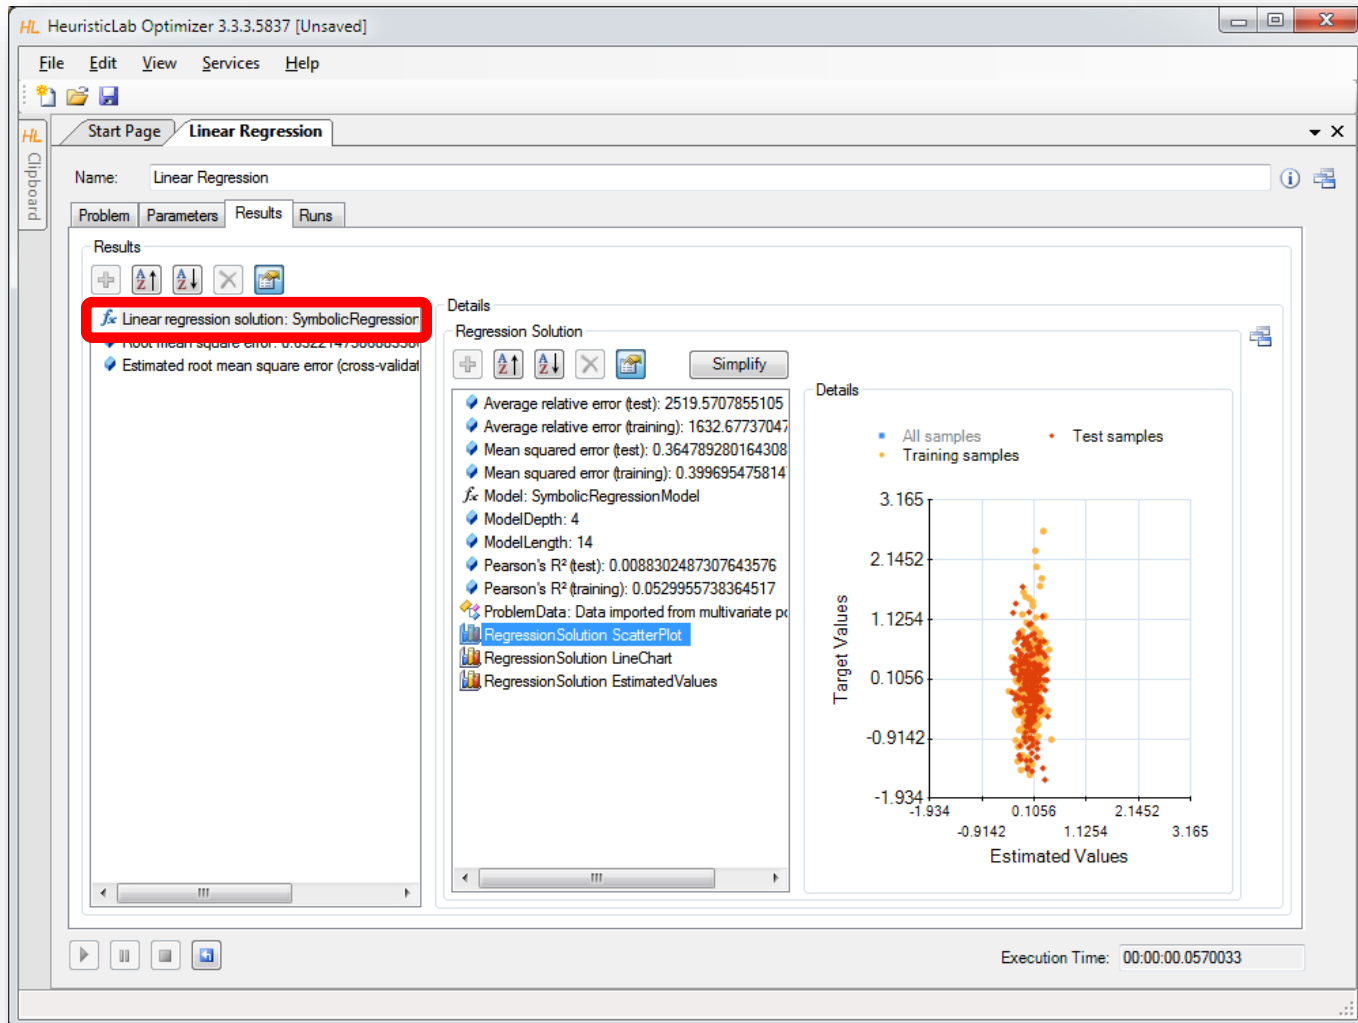 HL HeuristicLab Optimizer 3.3.3.5837 [Unsaved]
File Edit View Services Help
HL Clipboard
Start Page Linear Regression
Name: Linear Regression
Problem Parameters Results Runs
Results
Linear regression solution: SymbolicRegression
Root mean square error:
Estimated root mean square error (cross-validat
Details
Regression Solution
Simplify
Average relative error (test): 2519.5707855105
Average relative error (training): 1632.67737047
Mean squared error (test): 0.364789280164308
Mean squared error (training): 0.399695475814
Model: SymbolicRegressionModel
ModelDepth: 4
ModelLength: 14
Pearson's R² (test): 0.0088302487307643576
Pearson's R² (training): 0.0529955738364517
ProblemData: Data imported from multivariate po
RegressionSolution ScatterPlot
RegressionSolution LineChart
RegressionSolution EstimatedValues
Details
All samples Test samples
Training samples
3.165
2.1452
1.1254
0.1056
-0.9142
-1.934
Target Values
-1.934 0.1056 2.1452
-0.9142 1.1254 3.165
Estimated Values
Execution Time: 00:00:00.0570033